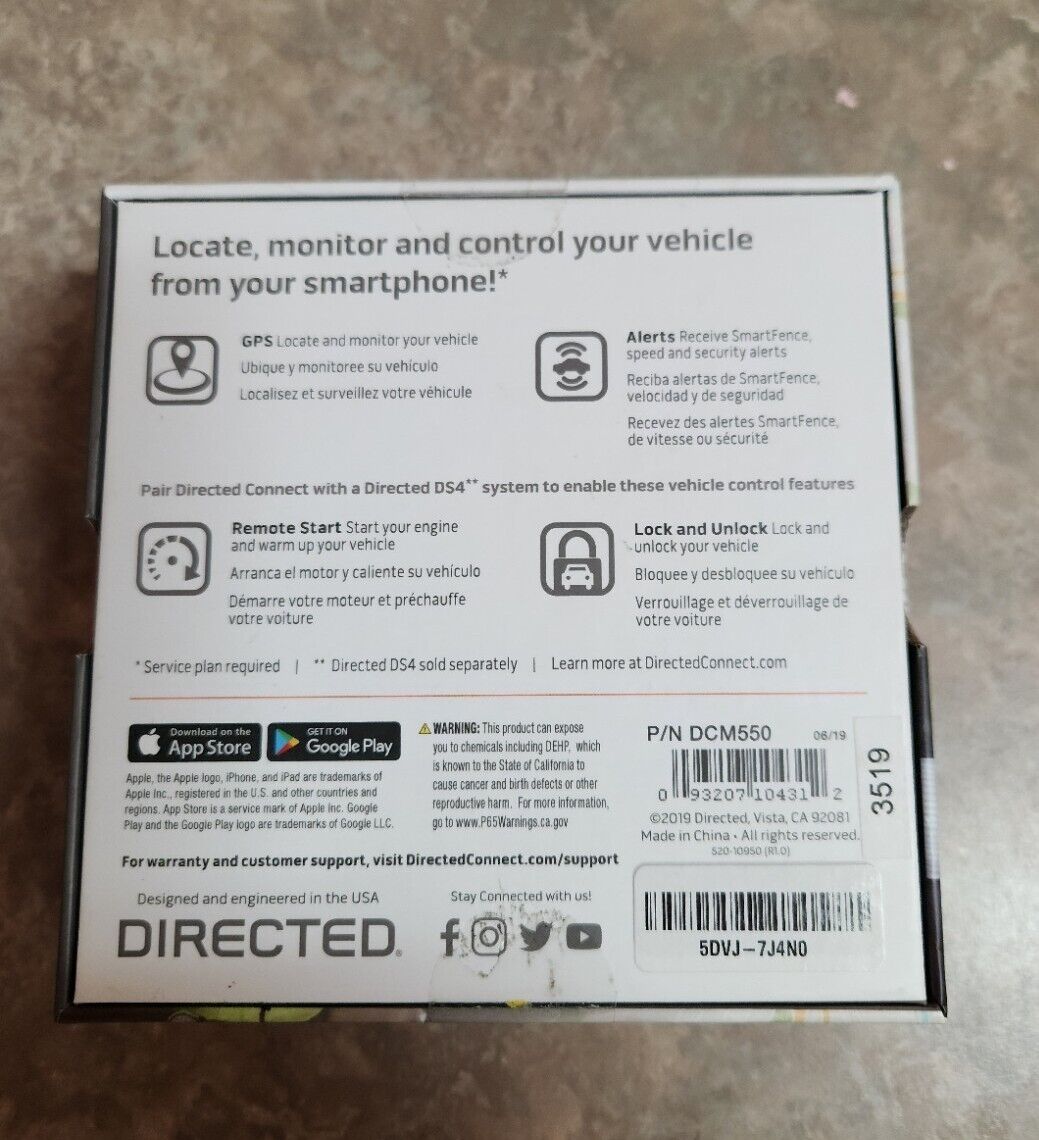 Locate, monitor and control your vehicle
from your smartphone!*
GPS Locate and monitor your vehicle
Ubique y monitoree su vehículo
Localisez et surveillez votre véhicule
Alerts Receive SmartFence,
speed and security alerts
Reciba alertas de SmartFence,
velocidad y de seguridad
Recevez des alertes SmartFence,
de vitesse ou sécurité
Pair Directed Connect with a Directed DS4** system to enable these vehicle control features
Remote Start Start your engine
and warm up your vehicle
Arranca el motor y caliente su vehículo
Démarre votre moteur et préchauffe
votre voiture
Lock and Unlock Lock and
unlock your vehicle
Bloquee y desbloquee su vehículo
Verrouillage et déverrouillage de
votre voiture
* Service plan required | ** Directed DS4 sold separately | Learn more at DirectedConnect.com
Download on the
App Store
GET IT ON
Google Play
Apple, the Apple logo, iPhone, and iPad are trademarks of
Apple Inc., registered in the U.S. and other countries and
regions. App Store is a service mark of Apple Inc. Google
Play and the Google Play logo are trademarks of Google LLC.
WARNING: This product can expose
you to chemicals including DEHP, which
is known to the State of California to
cause cancer and birth defects or other
reproductive harm. For more information,
go to www.P65Warnings.ca.gov
P/N DCM550 06/19
0 93207 10431 2
©2019 Directed, Vista, CA 92081
Made in China • All rights reserved.
520-10950 (R1.0)
3519
For warranty and customer support, visit DirectedConnect.com/support
Designed and engineered in the USA
DIRECTED®
Stay Connected with us!
5DVJ-7J4N0